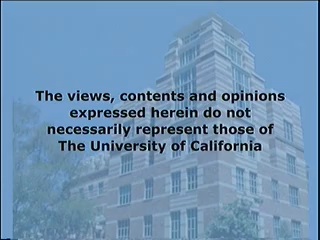 The views, contents and opinions
expressed herein do not
necessarily represent those of
The University of California